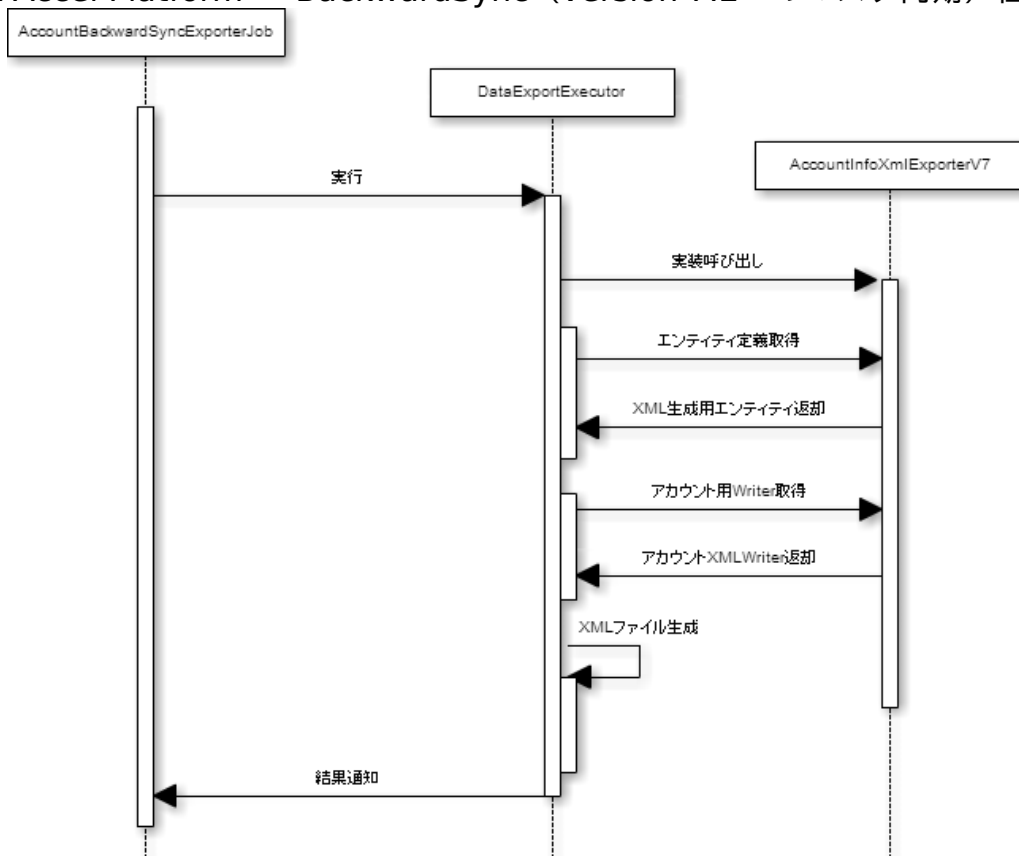 BackwardSync
AccountBackwardSyncExporterJob
DataExportExecutor
AccountInfoXmlExporterV7
実行
実装呼び出し
エンティティ定義取得
XML生成用エンティティ返却
アカウント用Writer取得
アカウントXMLWriter返却
XMLファイル生成
結果通知